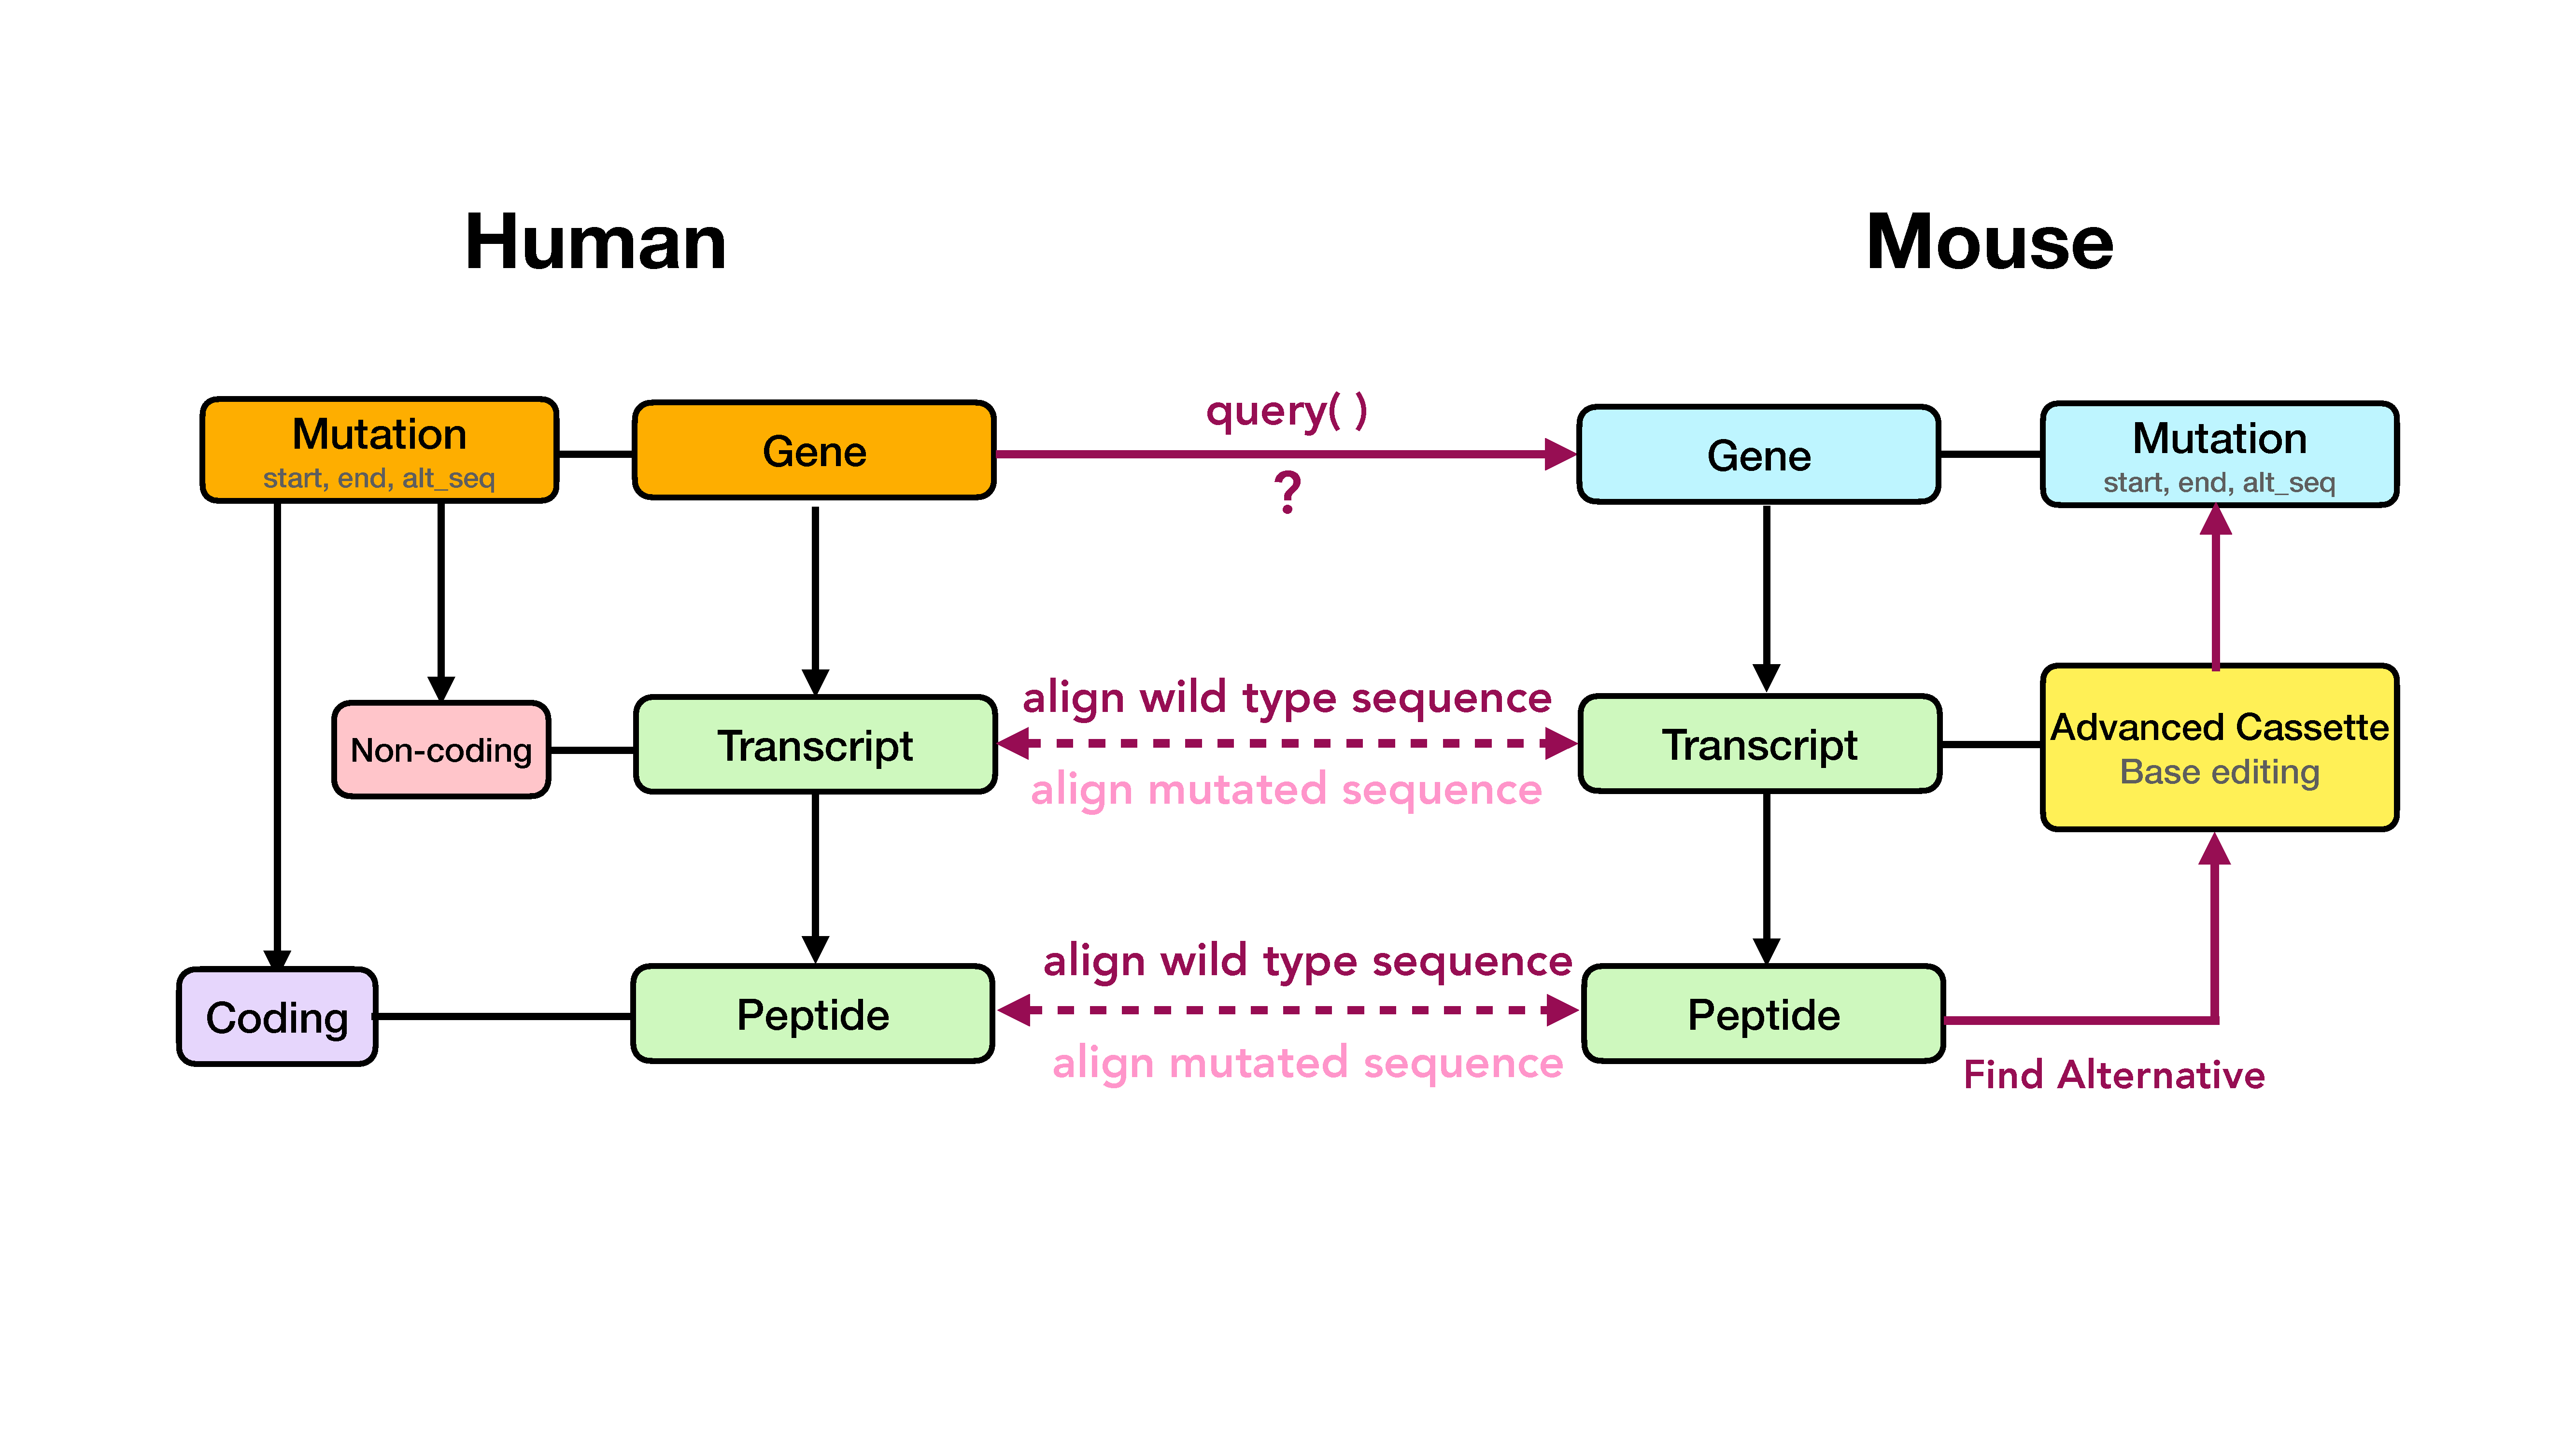 Human
Mouse
Mutation
start, end, alt_seq
Gene
query( )
?
Gene
Mutation
start, end, alt_seq
Non-coding
Transcript
align wild type sequence
align mutated sequence
Transcript
Advanced Cassette
Base editing
Coding
Peptide
align wild type sequence
align mutated sequence
Peptide
Find Alternative